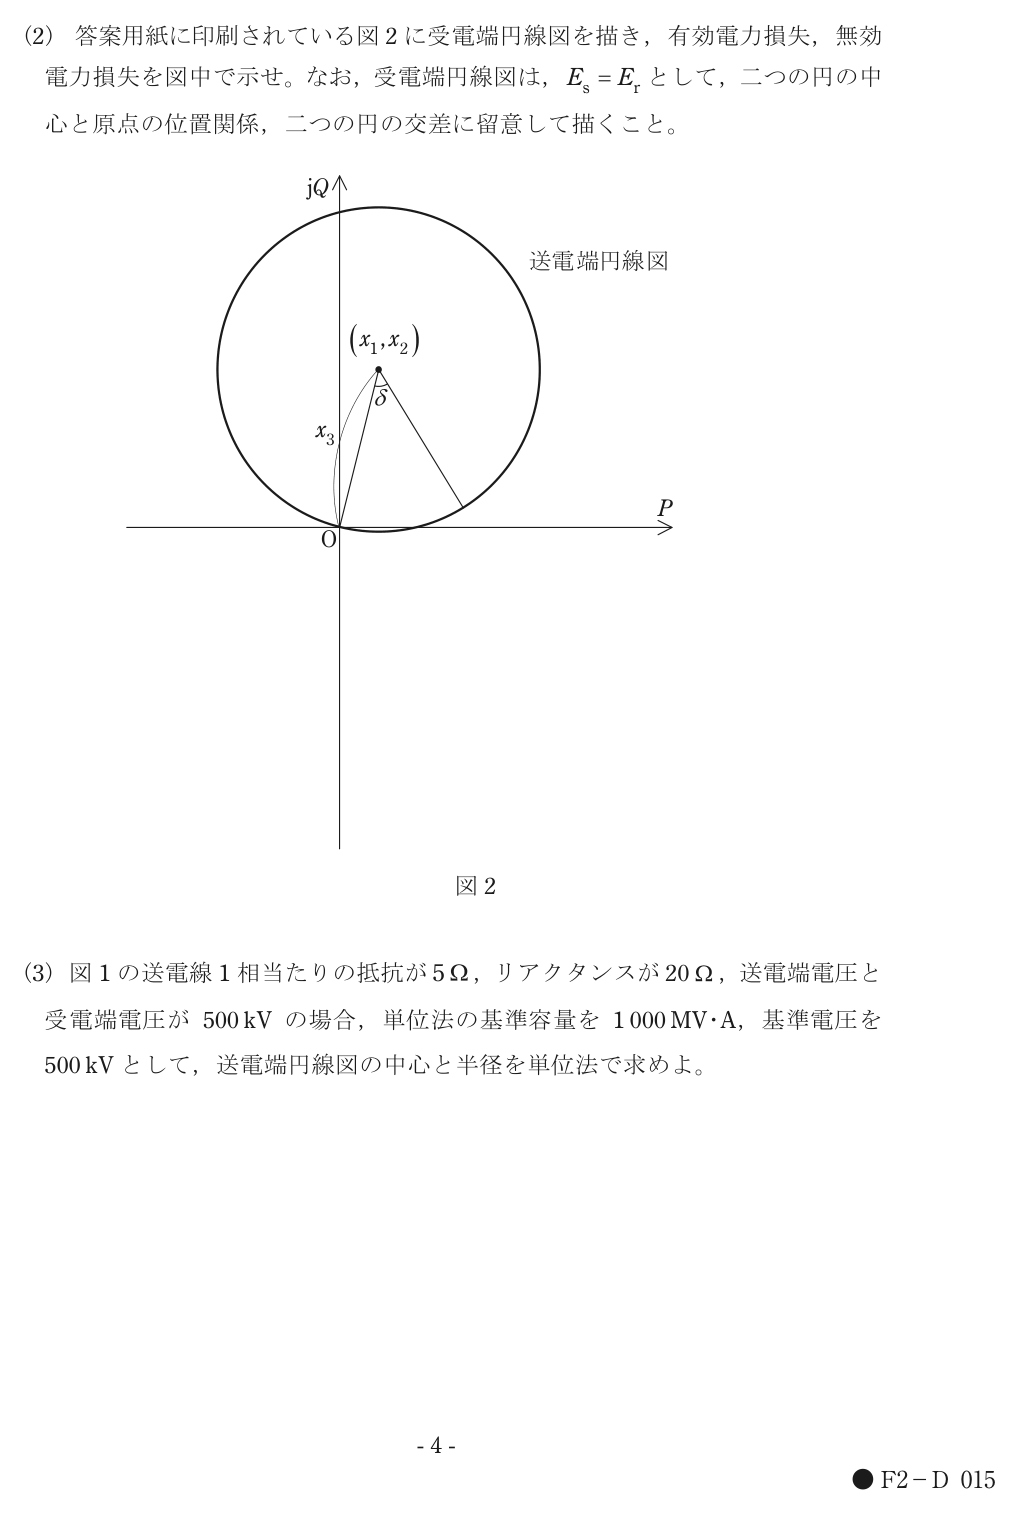 (2) 答案用紙に印刷されている図 2 に受電端円線図を描き，有効電力損失，無効
電力損失を図中で示せ。なお，受電端円線図は，Es = Er として，二つの円の中
心と原点の位置関係，二つの円の交差に留意して描くこと。
jQ
送電端円線図
(x1, x2)
δ
x3
P
O
図 2
(3) 図 1 の送電線 1 相当たりの抵抗が 5 Ω，リアクタンスが 20 Ω，送電端電圧と
受電端電圧が 500 kV の場合，単位法の基準容量を 1 000 MV·A，基準電圧を
500 kV として，送電端円線図の中心と半径を単位法で求めよ。
- 4 -
●F2－D 015